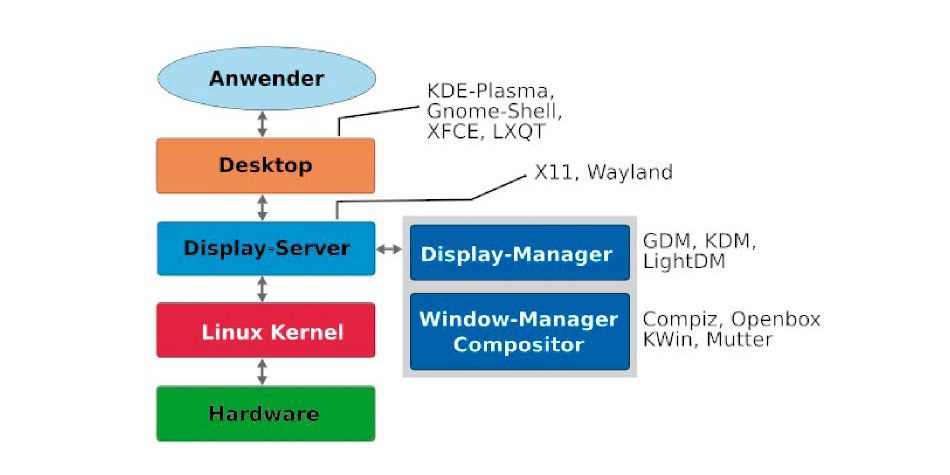 Anwender
KDE-Plasma,
Gnome-Shell,
XFCE, LXQT
Desktop
X11, Wayland
Display-Server
Display-Manager
GDM, KDM,
LightDM
Linux Kernel
Window-Manager
Compositor
Compiz, Openbox
KWin, Mutter
Hardware